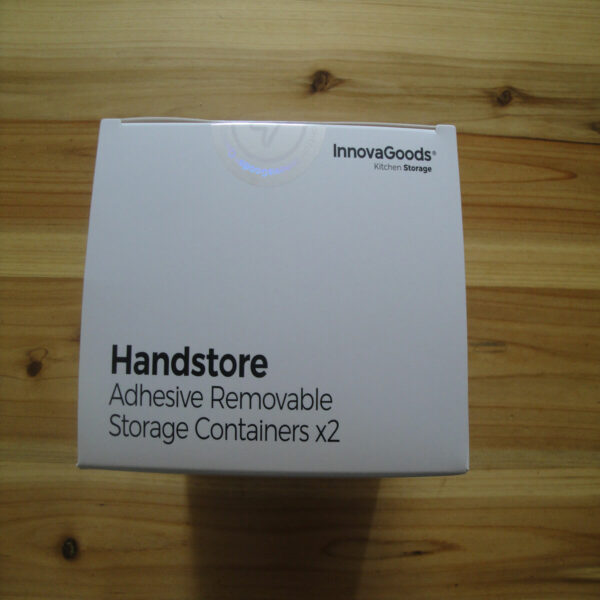 InnovaGoods®
Kitchen Storage
Handstore
Adhesive Removable
Storage Containers x2